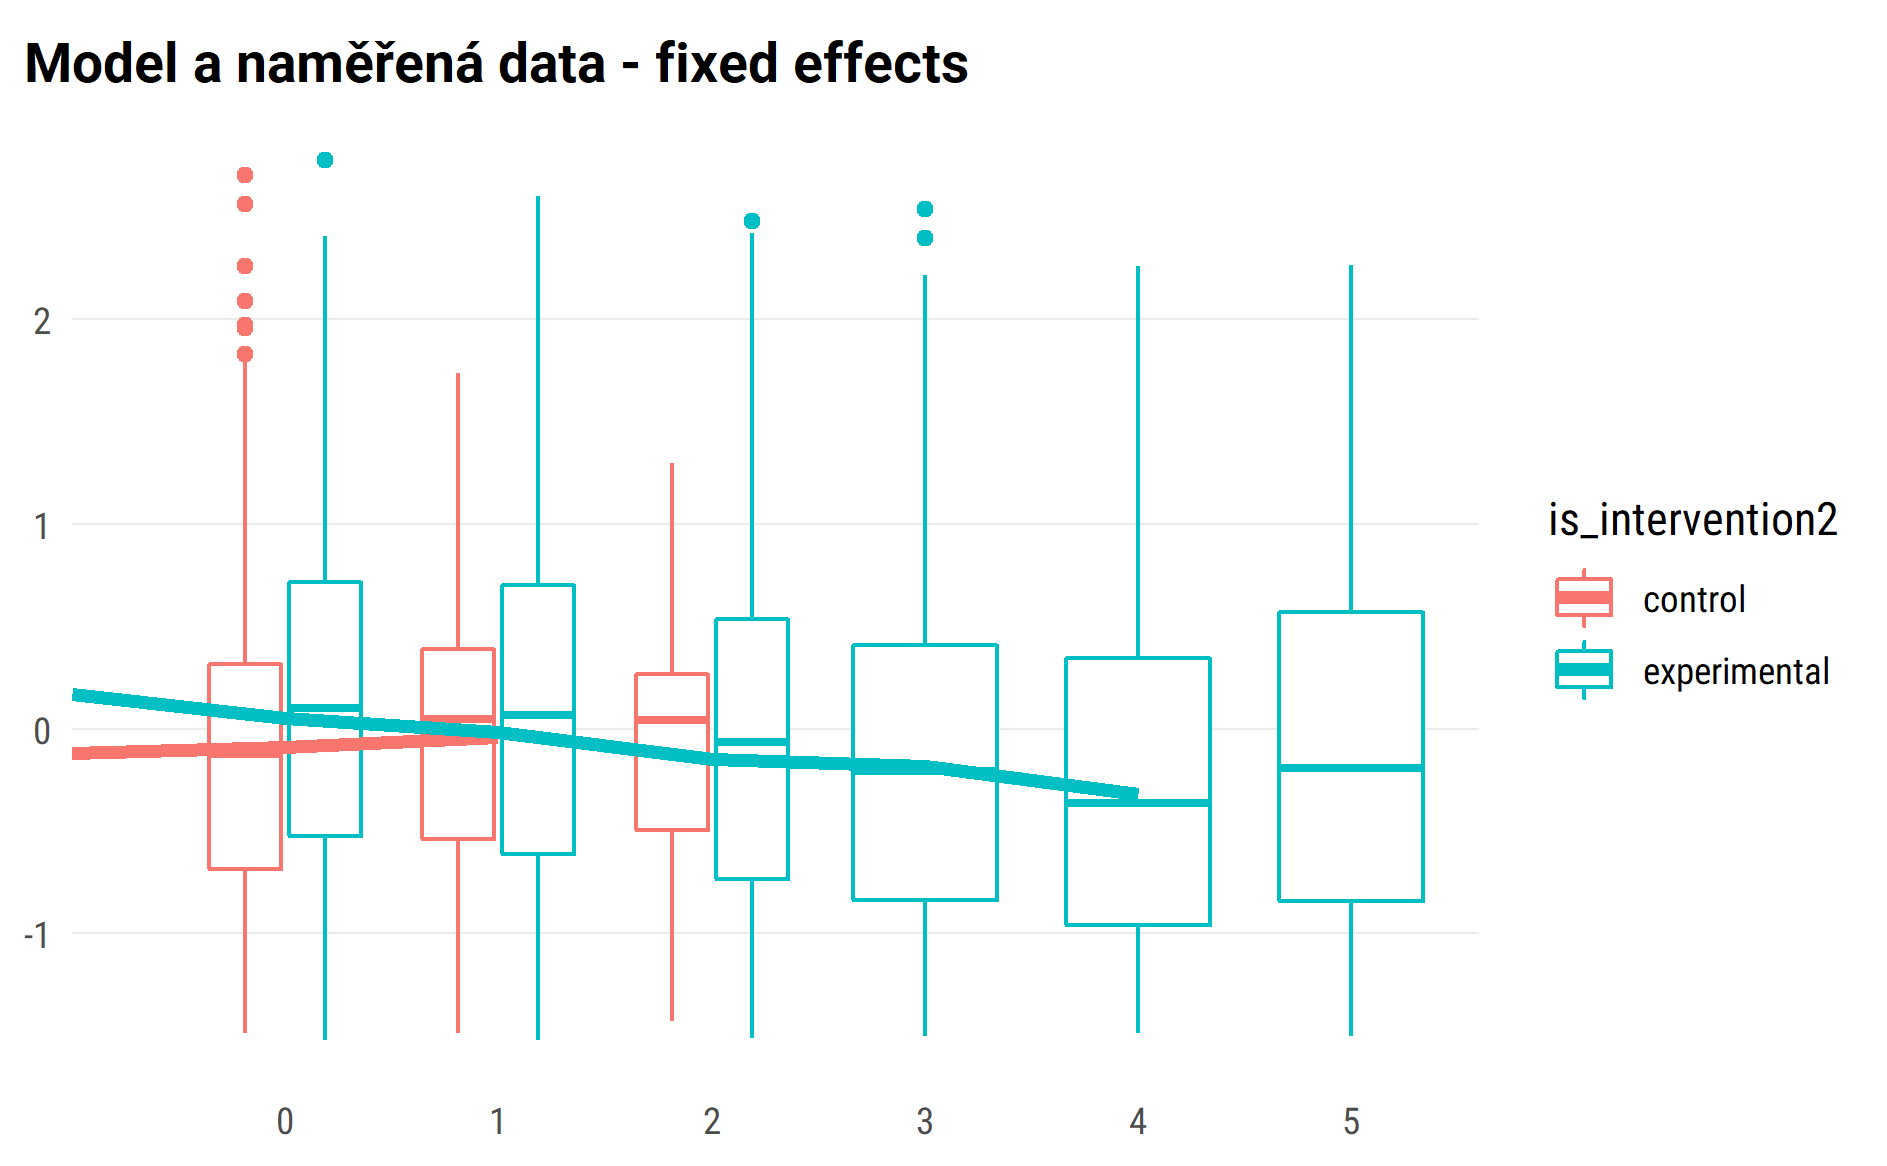 Model a naměřená data - fixed effects
2
1
0
-1
0 1 2 3 4 5
is_intervention2
control
experimental